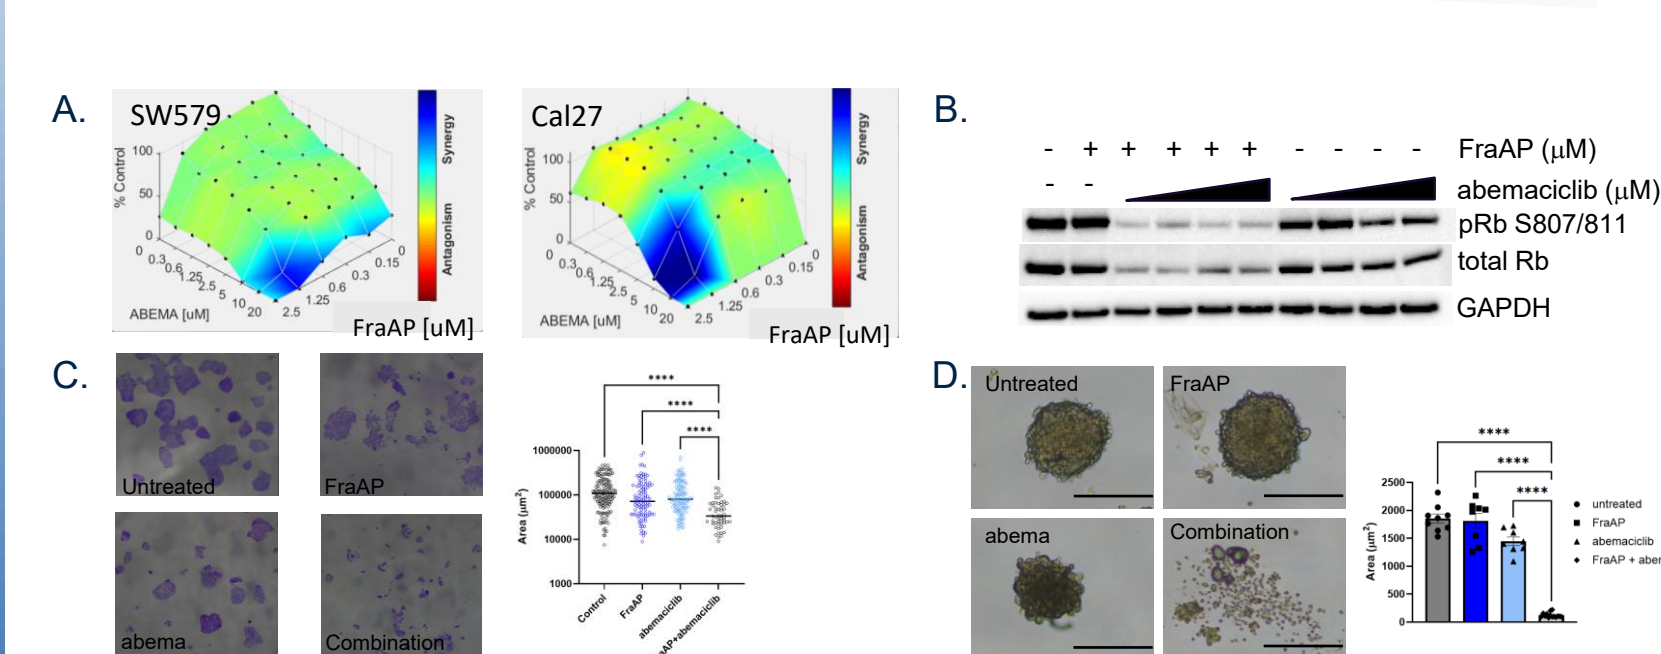 A.
SW579
% Control
100
50
0
0
0.3
0.6
1.25
2.5
5
10
20
ABEMA [uM]
2.5
1.25
0.6
0.3
0.15
0
FraAP [uM]
Synergy
Antagonism
Cal27
% Control
100
50
0
0
0.3
0.6
1.25
2.5
5
10
20
ABEMA [uM]
2.5
1.25
0.6
0.3
0.15
0
FraAP [uM]
Synergy
Antagonism
B.
- + + + + + - - - - FraAP (µM)
- - abemaciclib (µM)
pRb S807/811
total Rb
GAPDH
C.
Untreated
FraAP
abema
Combination
****
****
****
1000000
100000
10000
1000
Area (µm²)
Control
FraAP
abemaciclib
AP+abemaciclib
D.
Untreated
FraAP
abema
Combination
****
****
****
2500
2000
1500
1000
500
0
Area (µm²)
untreated
FraAP
abemaciclib
FraAP + aber